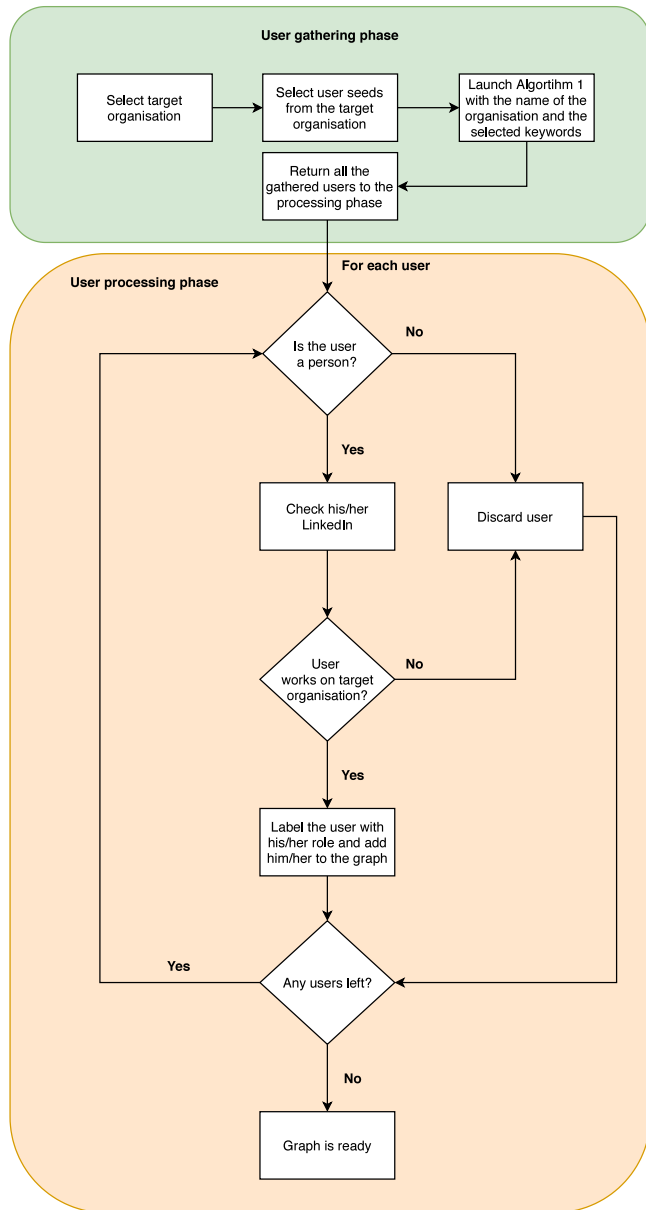 User gathering phase
Select target
organisation
Select user seeds
from the target
organisation
Launch Algortihm 1
with the name of the
organisation and the
selected keywords
Return all the
gathered users to the
processing phase
For each user
User processing phase
Is the user
a person?
No
Yes
Check his/her
LinkedIn
Discard user
User
works on target
organisation?
No
Yes
Label the user with
his/her role and add
him/her to the graph
Any users left?
Yes
No
Graph is ready